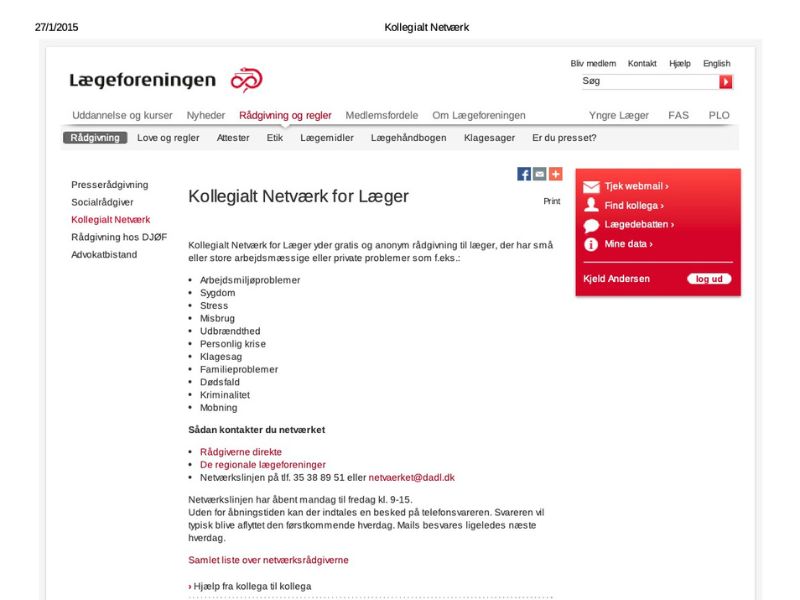 27/1/2015
Kollegialt Netværk
Bliv medlem Kontakt Hjælp English
Lægeforeningen
Søg
Uddannelse og kurser Nyheder Rådgivning og regler Medlemsfordele Om Lægeforeningen Yngre Læger FAS PLO
Rådgivning Love og regler Attester Etik Lægemidler Lægehåndbogen Klagesager Er du presset?
Presserådgivning
Socialrådgiver
Kollegialt Netværk
Rådgivning hos DJØF
Advokatbistand
Kollegialt Netværk for Læger
Print
Kollegialt Netværk for Læger yder gratis og anonym rådgivning til læger, der har små
eller store arbejdsmæssige eller private problemer som f.eks.:
• Arbejdsmiljøproblemer
• Sygdom
• Stress
• Misbrug
• Udbrændthed
• Personlig krise
• Klagesag
• Familieproblemer
• Dødsfald
• Kriminalitet
• Mobning
Sådan kontakter du netværket
• Rådgiverne direkte
• De regionale lægeforeninger
• Netværkslinjen på tlf. 35 38 89 51 eller netvaerket@dadl.dk
Netværkslinjen har åbent mandag til fredag kl. 9-15.
Uden for åbningstiden kan der indtales en besked på telefonsvareren. Svareren vil
typisk blive aflyttet den førstkommende hverdag. Mails besvares ligeledes næste
hverdag.
Samlet liste over netværksrådgiverne
› Hjælp fra kollega til kollega
Tjek webmail ›
Find kollega ›
Lægedebatten ›
Mine data ›
Kjeld Andersen log ud